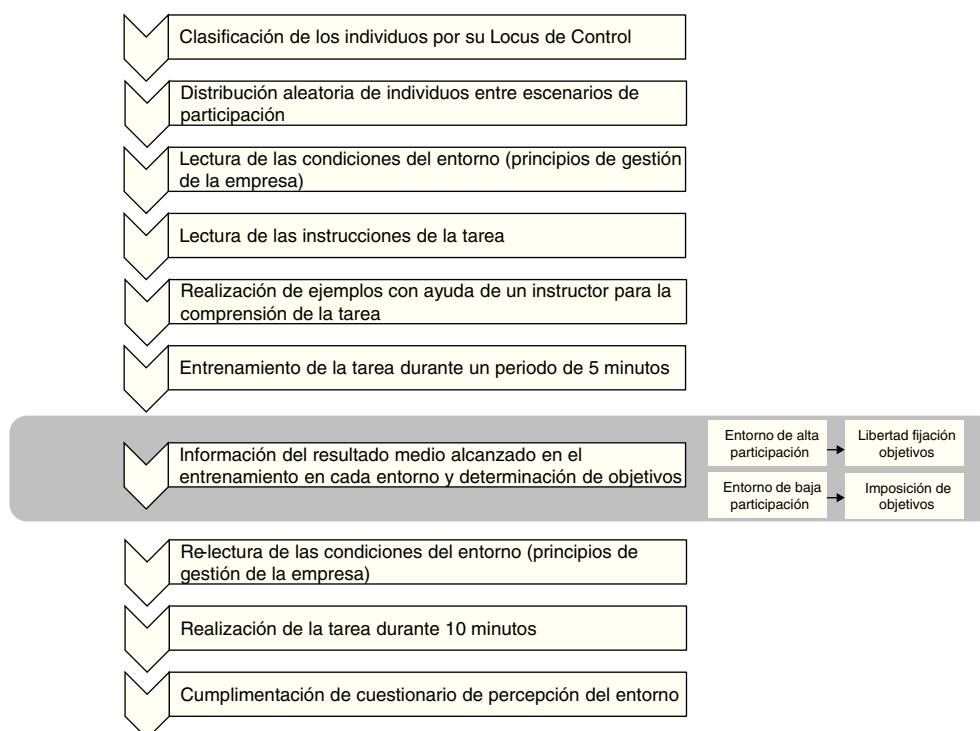 Clasificación de los individuos por su Locus de Control
Distribución aleatoria de individuos entre escenarios de
participación
Lectura de las condiciones del entorno (principios de gestión
de la empresa)
Lectura de las instrucciones de la tarea
Realización de ejemplos con ayuda de un instructor para la
comprensión de la tarea
Entrenamiento de la tarea durante un periodo de 5 minutos
Información del resultado medio alcanzado en el
entrenamiento en cada entorno y determinación de objetivos
Entorno de alta
participación
Libertad fijación
objetivos
Entorno de baja
participación
Imposición de
objetivos
Re-lectura de las condiciones del entorno (principios de
gestión de la empresa)
Realización de la tarea durante 10 minutos
Cumplimentación de cuestionario de percepción del entorno